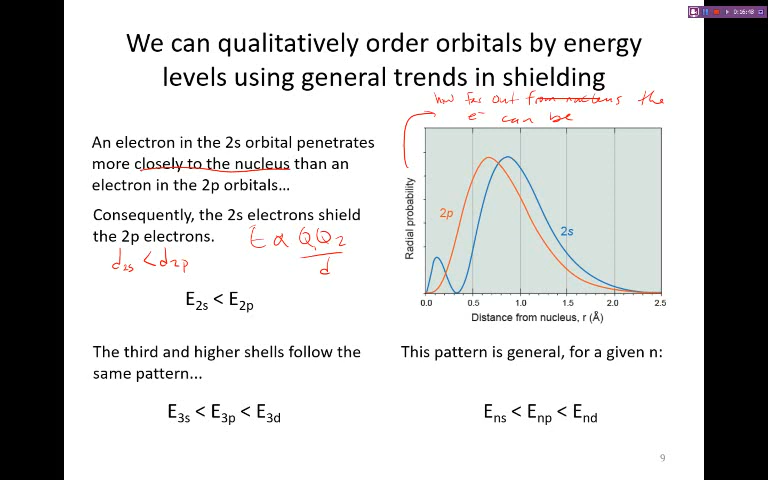 0:16:48
We can qualitatively order orbitals by energy
levels using general trends in shielding
how far out from nucleus the
e⁻ can be
An electron in the 2s orbital penetrates
more closely to the nucleus than an
electron in the 2p orbitals…
Consequently, the 2s electrons shield
the 2p electrons.
E ∝ Q₁Q₂
d
d₂ₛ < d₂ₚ
E₂ₛ < E₂ₚ
Radial probability
2p
2s
0.0 0.5 1.0 1.5 2.0 2.5
Distance from nucleus, r (Å)
The third and higher shells follow the
same pattern…
E₃ₛ < E₃ₚ < E₃d
This pattern is general, for a given n:
Eₙₛ < Eₙₚ < Eₙd
9